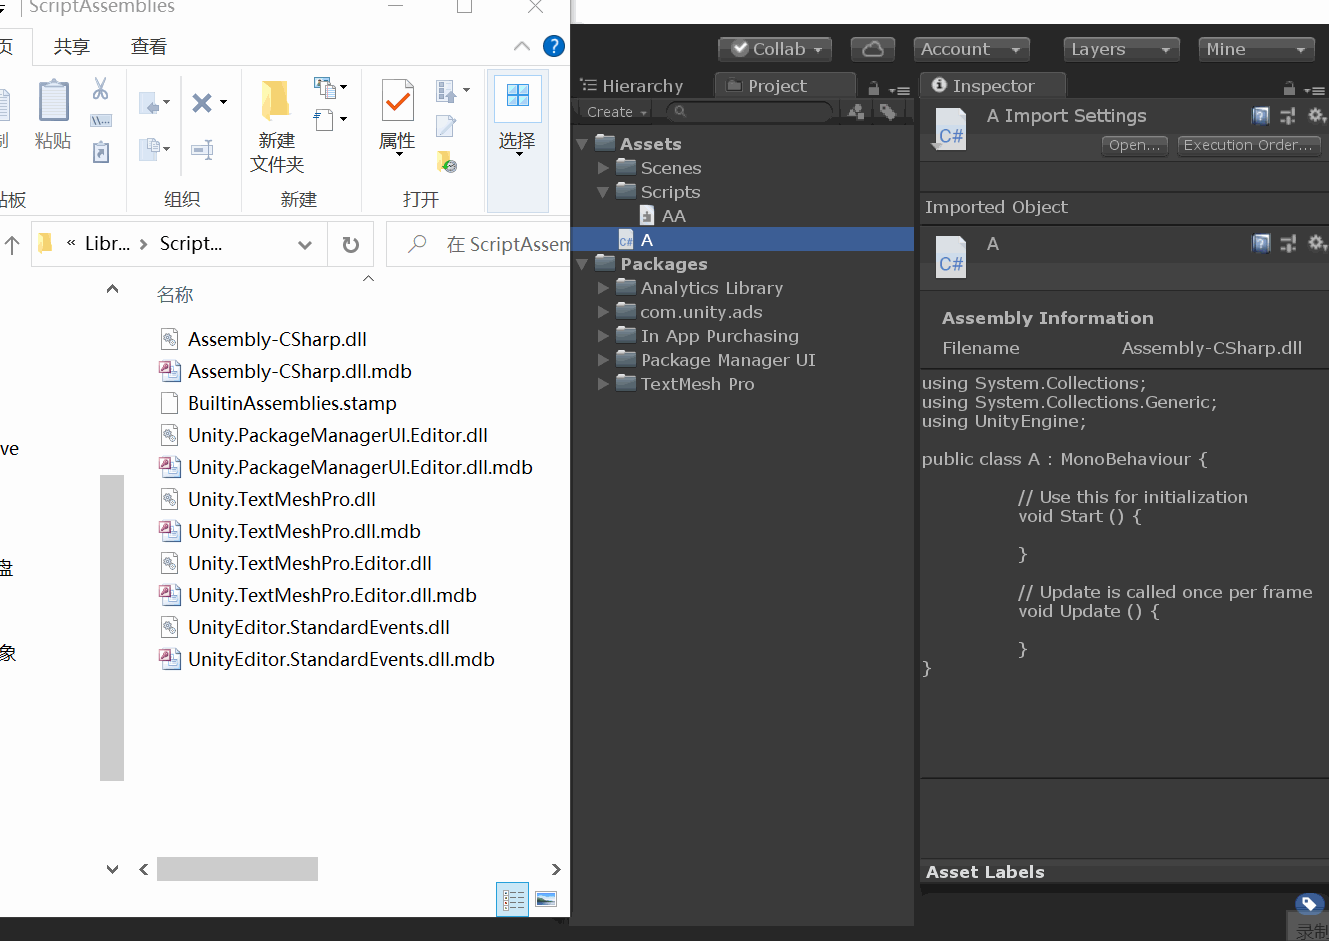 ScriptAssemblies
页
共享
查看
制
粘贴
新建
文件夹
属性
选择
贴板
组织
新建
打开
« Libr... > Script...
在 ScriptAssem
名称
Assembly-CSharp.dll
Assembly-CSharp.dll.mdb
BuiltinAssemblies.stamp
Unity.PackageManagerUI.Editor.dll
Unity.PackageManagerUI.Editor.dll.mdb
Unity.TextMeshPro.dll
Unity.TextMeshPro.dll.mdb
Unity.TextMeshPro.Editor.dll
Unity.TextMeshPro.Editor.dll.mdb
UnityEditor.StandardEvents.dll
UnityEditor.StandardEvents.dll.mdb
ve
盘
象
Collab
Account
Layers
Mine
Hierarchy
Project
Create
Assets
Scenes
Scripts
AA
C# A
Packages
Analytics Library
com.unity.ads
In App Purchasing
Package Manager UI
TextMesh Pro
Inspector
C#
A Import Settings
Open...
Execution Order...
Imported Object
C#
A
Assembly Information
Filename
Assembly-CSharp.dll
using System.Collections;
using System.Collections.Generic;
using UnityEngine;
public class A : MonoBehaviour {
// Use this for initialization
void Start () {
}
// Update is called once per frame
void Update () {
}
}
Asset Labels
录制